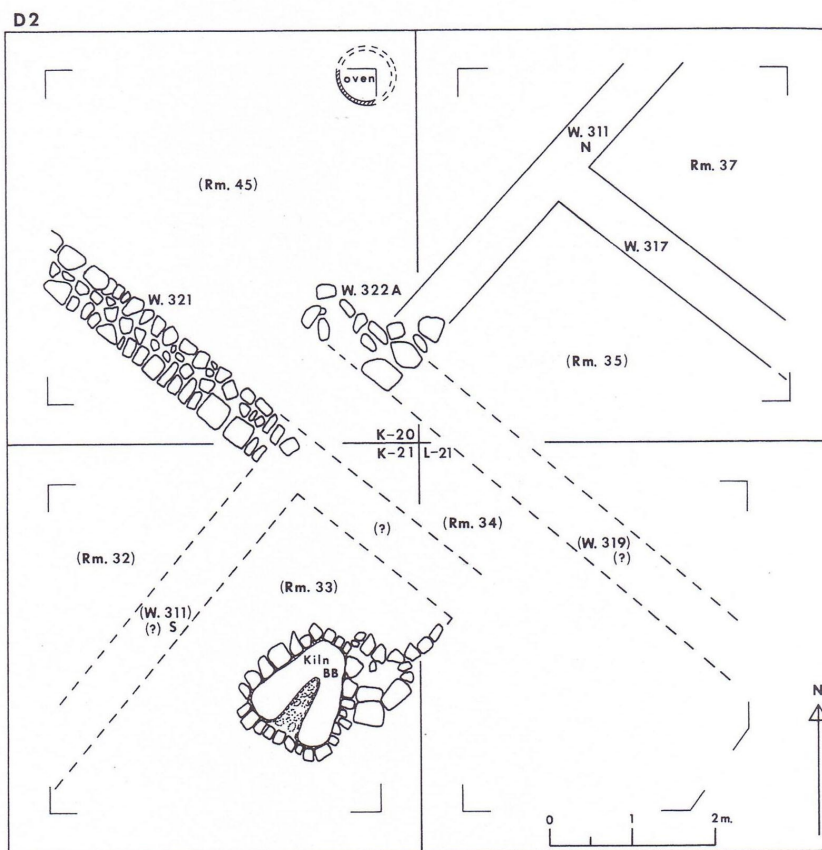 D2
oven
W. 311
N
(Rm. 45)
Rm. 37
W. 317
W. 321
W. 322A
(Rm. 35)
K-20
K-21 L-21
(?)
(Rm. 34)
(W. 319)
(?)
(Rm. 32)
(Rm. 33)
(W. 311)
(?) S
Kiln
BB
N
0 1 2m.